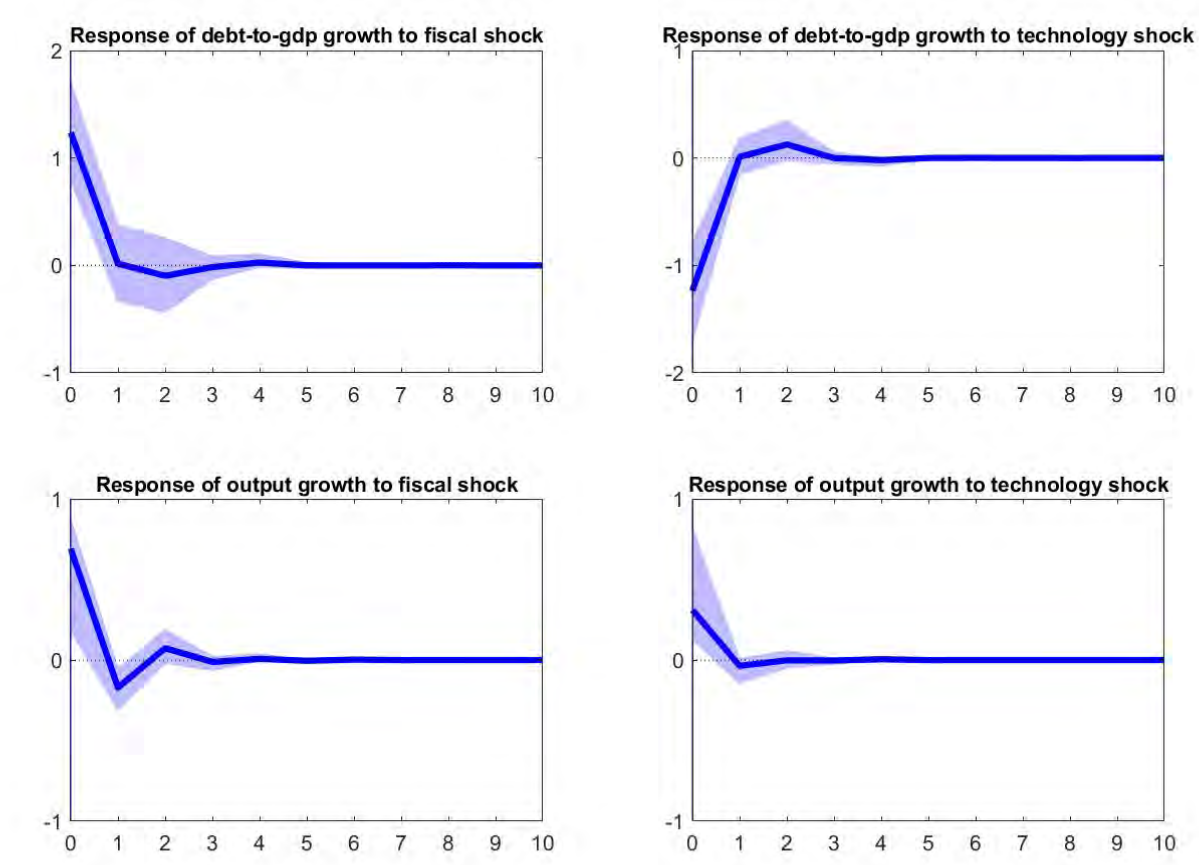 Response of debt-to-gdp growth to fiscal shock
2
1
0
-1
0 1 2 3 4 5 6 7 8 9 10
Response of debt-to-gdp growth to technology shock
1
0
-1
-2
0 1 2 3 4 5 6 7 8 9 10
Response of output growth to fiscal shock
1
0
-1
0 1 2 3 4 5 6 7 8 9 10
Response of output growth to technology shock
1
0
-1
0 1 2 3 4 5 6 7 8 9 10